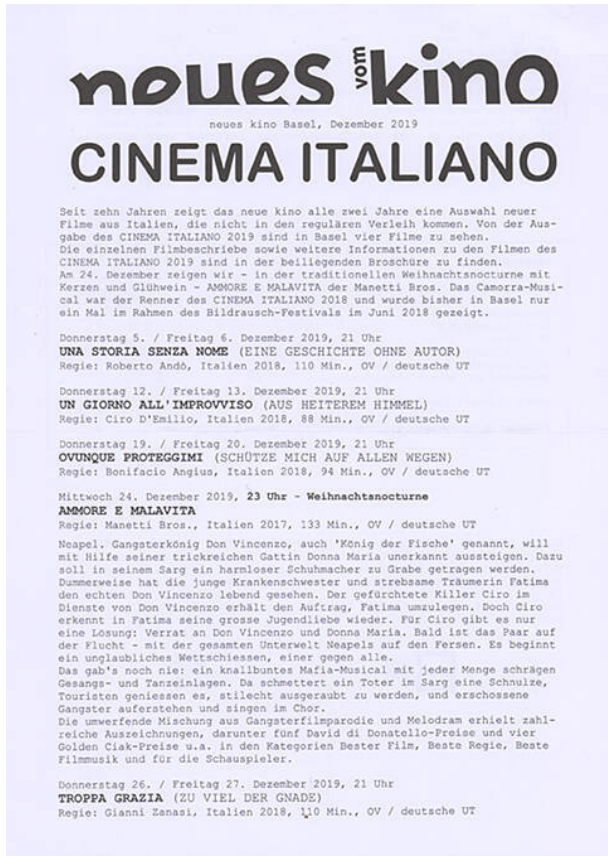 neues vom kino
neues kino Basel, Dezember 2019
CINEMA ITALIANO
Seit zehn Jahren zeigt das neue kino alle zwei Jahre eine Auswahl neuer
Filme aus Italien, die nicht in den regulären Verleih kommen. Von der Aus-
gabe des CINEMA ITALIANO 2019 sind in Basel vier Filme zu sehen.
Die einzelnen Filmbeschriebe sowie weitere Informationen zu den Filmen des
CINEMA ITALIANO 2019 sind in der beiliegenden Broschüre zu finden.
Am 24. Dezember zeigen wir - in der traditionellen Weihnachtsnocturne mit
Kerzen und Glühwein - AMMORE E MALAVITA der Manetti Bros. Das Camorra-Musi-
cal war der Renner des CINEMA ITALIANO 2018 und wurde bisher in Basel nur
ein Mal im Rahmen des Bildrausch-Festivals im Juni 2018 gezeigt.
Donnerstag 5. / Freitag 6. Dezember 2019, 21 Uhr
UNA STORIA SENZA NOME (EINE GESCHICHTE OHNE AUTOR)
Regie: Roberto Andò, Italien 2018, 110 Min., OV / deutsche UT
Donnerstag 12. / Freitag 13. Dezember 2019, 21 Uhr
UN GIORNO ALL'IMPROVVISO (AUS HEITEREM HIMMEL)
Regie: Ciro D'Emilio, Italien 2018, 88 Min., OV / deutsche UT
Donnerstag 19. / Freitag 20. Dezember 2019, 21 Uhr
OVUNQUE PROTEGGIMI (SCHÜTZE MICH AUF ALLEN WEGEN)
Regie: Bonifacio Angius, Italien 2018, 94 Min., OV / deutsche UT
Mittwoch 24. Dezember 2019, 23 Uhr - Weihnachtsnocturne
AMMORE E MALAVITA
Regie: Manetti Bros., Italien 2017, 133 Min., OV / deutsche UT
Neapel. Gangsterkönig Don Vincenzo, auch 'König der Fische' genannt, will
mit Hilfe seiner trickreichen Gattin Donna Maria unerkannt aussteigen. Dazu
soll in seinem Sarg ein harmloser Schuhmacher zu Grabe getragen werden.
Dummerweise hat die junge Krankenschwester und strebsame Träumerin Fatima
den echten Don Vincenzo lebend gesehen. Der gefürchtete Killer Ciro im
Dienste von Don Vincenzo erhält den Auftrag, Fatima umzulegen. Doch Ciro
erkennt in Fatima seine grosse Jugendliebe wieder. Für Ciro gibt es nur
eine Lösung: Verrat an Don Vincenzo und Donna Maria. Bald ist das Paar auf
der Flucht - mit der gesamten Unterwelt Neapels auf den Fersen. Es beginnt
ein unglaubliches Wettschiessen, einer gegen alle.
Das gab's noch nie: ein knallbuntes Mafia-Musical mit jeder Menge schrägen
Gesangs- und Tanzeinlagen. Da schmettert ein Toter im Sarg eine Schnulze,
Touristen geniessen es, stilecht ausgeraubt zu werden, und erschossene
Gangster auferstehen und singen im Chor.
Die umwerfende Mischung aus Gangsterfilmparodie und Melodram erhielt zahl-
reiche Auszeichnungen, darunter fünf David di Donatello-Preise und vier
Golden Ciak-Preise u.a. in den Kategorien Bester Film, Beste Regie, Beste
Filmmusik und für die Schauspieler.
Donnerstag 26. / Freitag 27. Dezember 2019, 21 Uhr
TROPPA GRAZIA (ZU VIEL DER GNADE)
Regie: Gianni Zanasi, Italien 2018, 110 Min., OV / deutsche UT